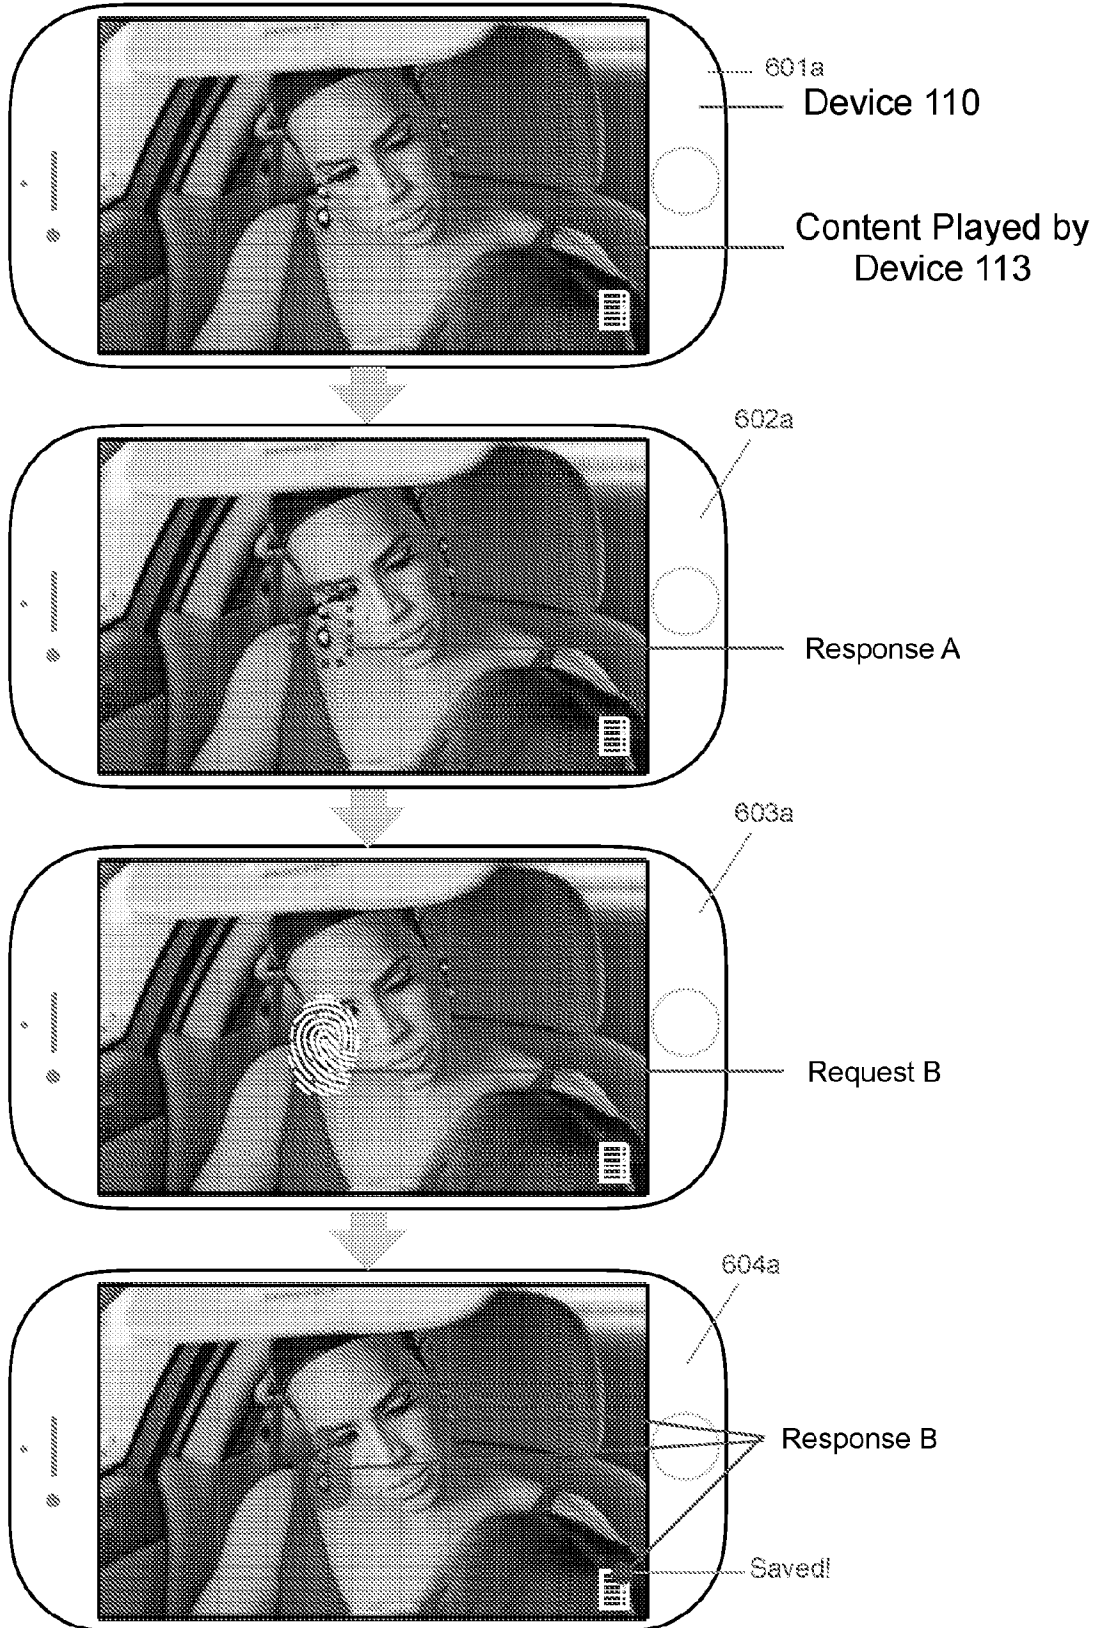 601a
Device 110
Content Played by
Device 113
602a
Response A
603a
Request B
604a
Response B
Saved!